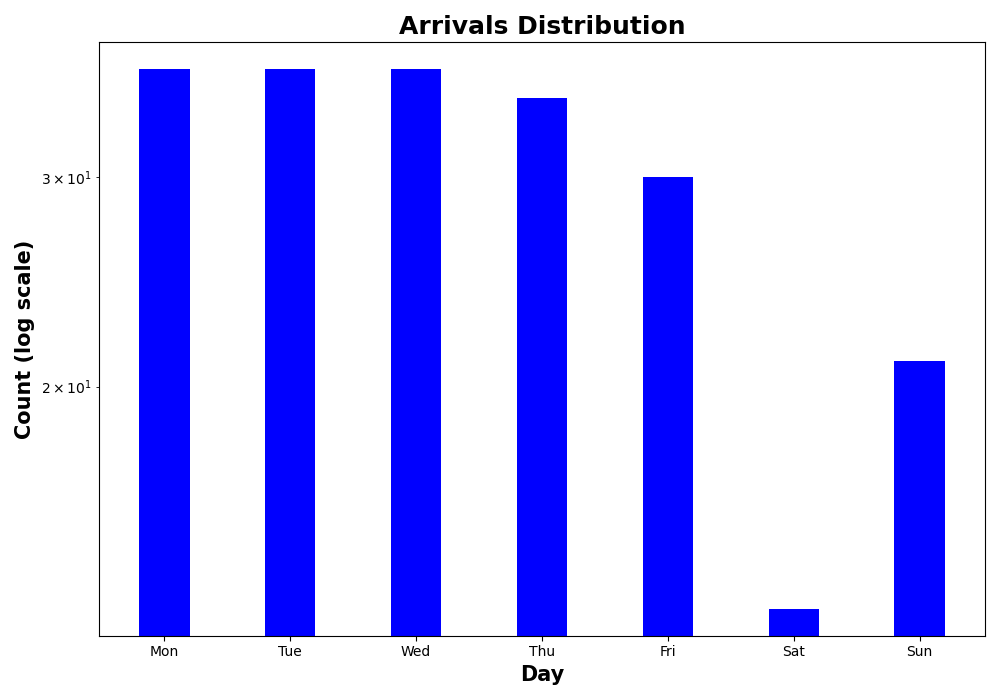 Arrivals Distribution
Count (log scale)
3 × 10¹
2 × 10¹
Mon Tue Wed Thu Fri Sat Sun
Day